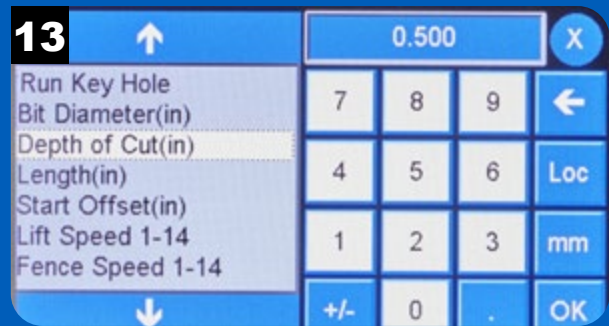 13
0.500
X
Run Key Hole
Bit Diameter(in)
Depth of Cut(in)
Length(in)
Start Offset(in)
Lift Speed 1-14
Fence Speed 1-14
7 8 9
4 5 6 Loc
1 2 3 mm
+/- 0 . OK